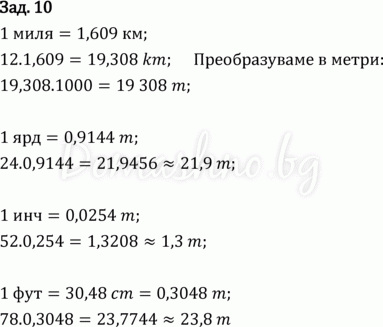 Зад. 10
1 миля = 1,609 км;
12.1,609 = 19,308 km; Преобразуваме в метри:
19,308.1000 = 19 308 m;
1 ярд = 0,9144 m;
24.0,9144 = 21,9456 ≈ 21,9 m;
Domashno.bg
1 инч = 0,0254 m;
52.0,254 = 1,3208 ≈ 1,3 m;
1 фут = 30,48 cm = 0,3048 m;
78.0,3048 = 23,7744 ≈ 23,8 m